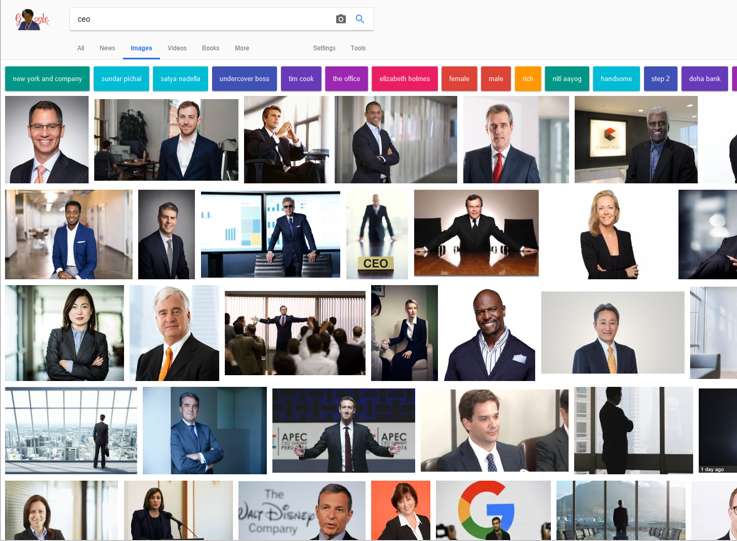 ceo
All News Images Videos Books More Settings Tools
new york and company sundar pichai satya nadella undercover boss tim cook the office elizabeth holmes female male rich niti aayog handsome step 2 doha bank
CEO
APEC
PERU 2016
APEC
1 day ago
The
WALT DISNEY
Company
G